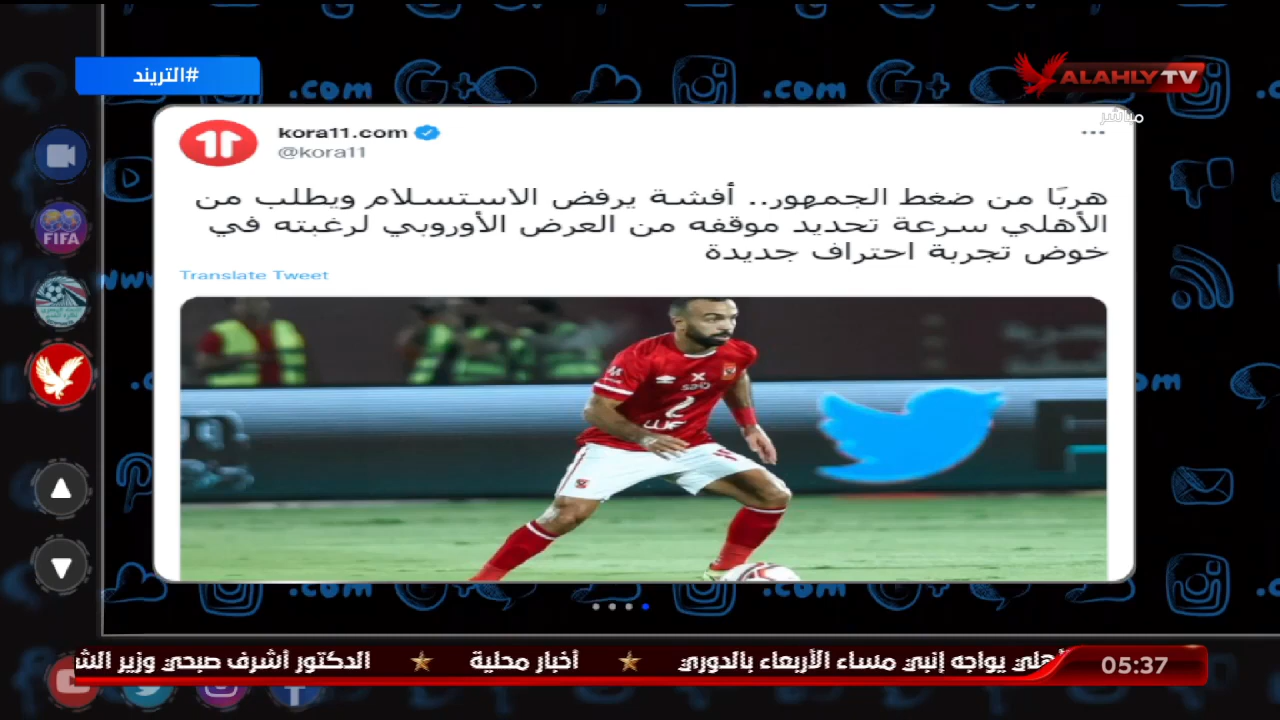 #التريند
ALAHLY TV
مباشر
kora11.com
@kora11
هربًا من ضغط الجمهور.. أفشة يرفض الاستسلام ويطلب من
الأهلي سرعة تحديد موقفه من العرض الأوروبي لرغبته في
خوض تجربة احتراف جديدة
Translate Tweet
FIFA
يواجه إنبي مساء الأربعاء بالدوري ★ أخبار محلية ★ الدكتور أشرف صبحي وزير
05:37